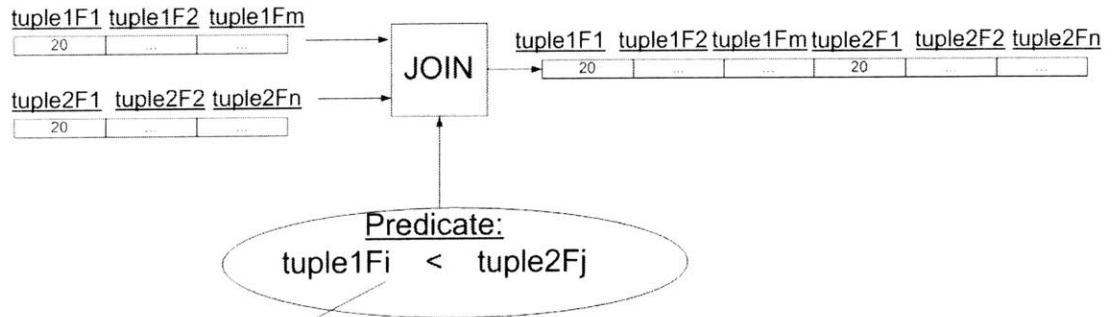 tuple1F1 tuple1F2 tuple1Fm
20 ... ...
JOIN
tuple1F1 tuple1F2 tuple1Fm tuple2F1 tuple2F2 tuple2Fn
20 ... ... 20 ... ...
tuple2F1 tuple2F2 tuple2Fn
20 ... ...
Predicate:
tuple1Fi < tuple2Fj